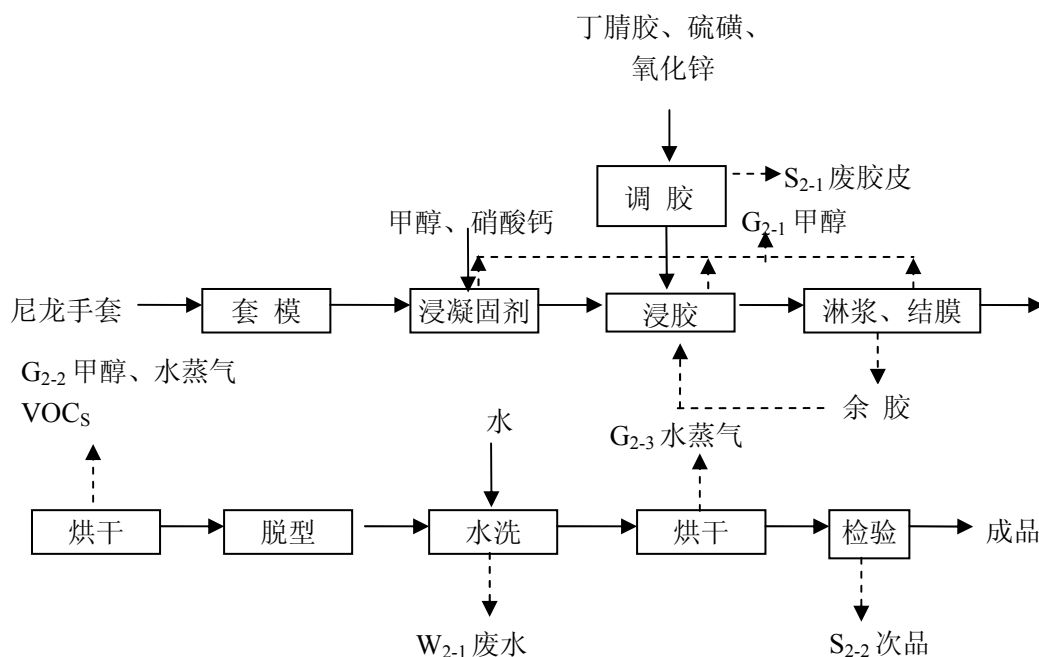 丁腈胶、硫磺、
氧化锌
调 胶
S2-1 废胶皮
甲醇、硝酸钙
G2-1 甲醇
尼龙手套
套 模
浸凝固剂
浸胶
淋浆、结膜
G2-2 甲醇、水蒸气
VOCS
余 胶
水
G2-3 水蒸气
烘干
脱型
水洗
烘干
检验
成品
W2-1 废水
S2-2 次品